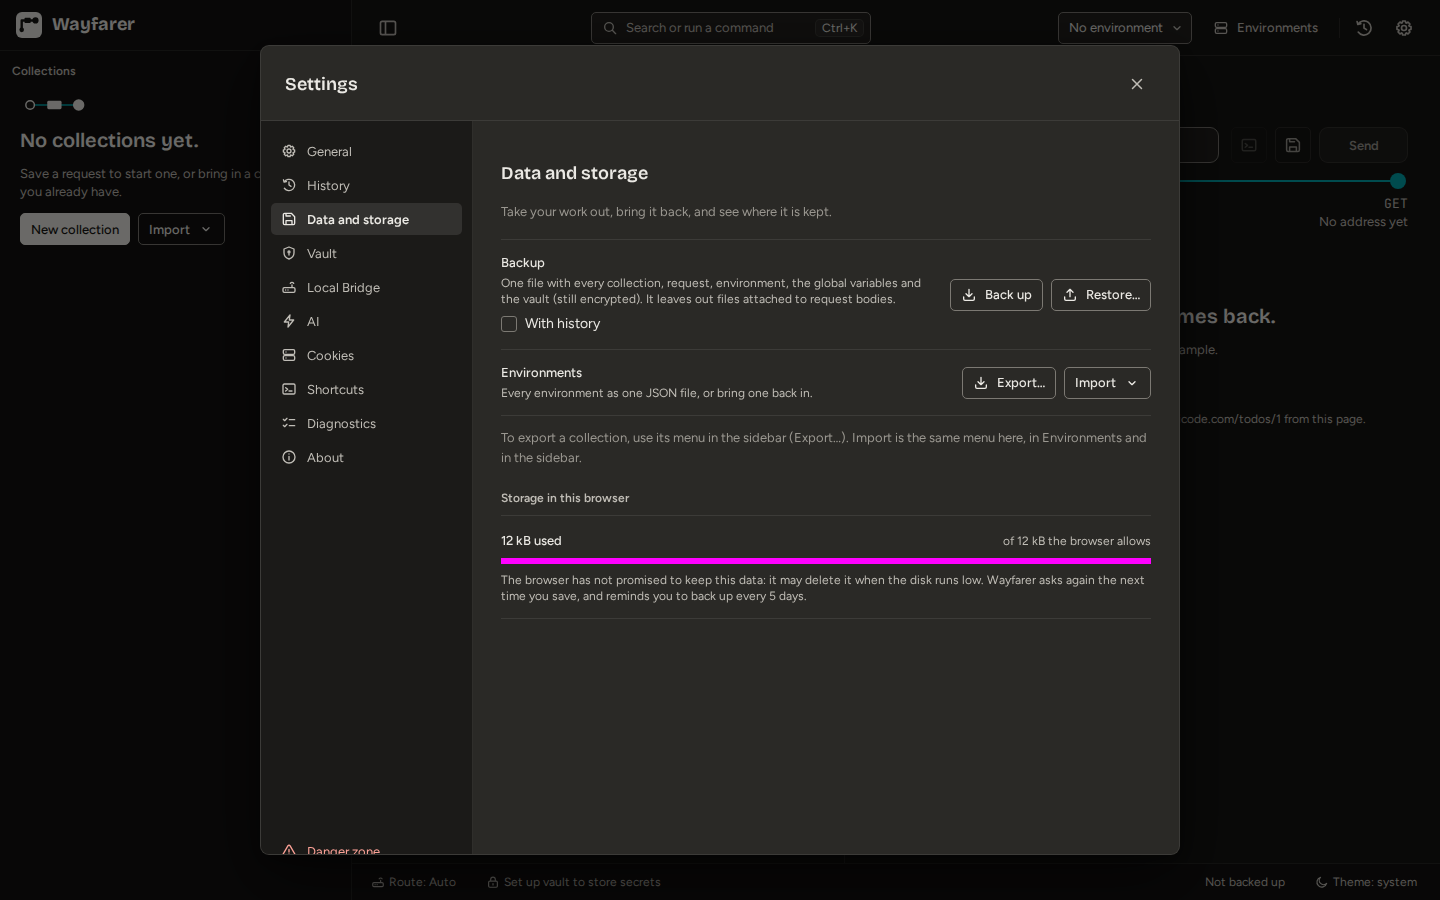 Wayfarer
Search or run a command
Ctrl+K
No environment
Environments
Collections
No collections yet.
Save a request to start one, or bring in a c
you already have.
New collection
Import
Settings
General
History
Data and storage
Vault
Local Bridge
AI
Cookies
Shortcuts
Diagnostics
About
Danger zone
Data and storage
Take your work out, bring it back, and see where it is kept.
Backup
One file with every collection, request, environment, the global variables and
the vault (still encrypted). It leaves out files attached to request bodies.
With history
Back up
Restore...
Environments
Every environment as one JSON file, or bring one back in.
Export...
Import
To export a collection, use its menu in the sidebar (Export...). Import is the same menu here, in Environments and
in the sidebar.
Storage in this browser
12 kB used
of 12 kB the browser allows
The browser has not promised to keep this data: it may delete it when the disk runs low. Wayfarer asks again the next
time you save, and reminds you to back up every 5 days.
Send
GET
No address yet
mes back.
ample.
code.com/todos/1 from this page.
Route: Auto
Set up vault to store secrets
Not backed up
Theme: system